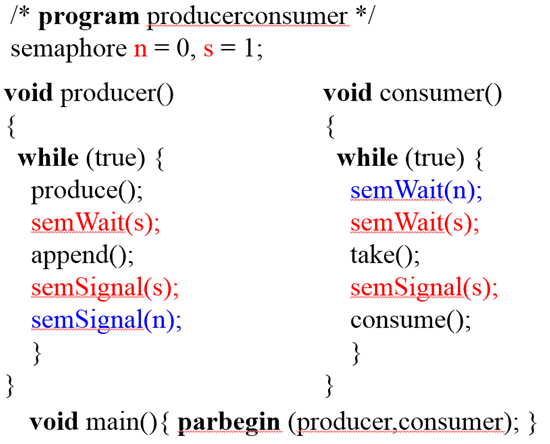 /* program producerconsumer */
semaphore n = 0, s = 1;
void producer()
{
while (true) {
produce();
semWait(s);
append();
semSignal(s);
semSignal(n);
}
}
void consumer()
{
while (true) {
semWait(n);
semWait(s);
take();
semSignal(s);
consume();
}
}
void main(){ parbegin (producer,consumer); }